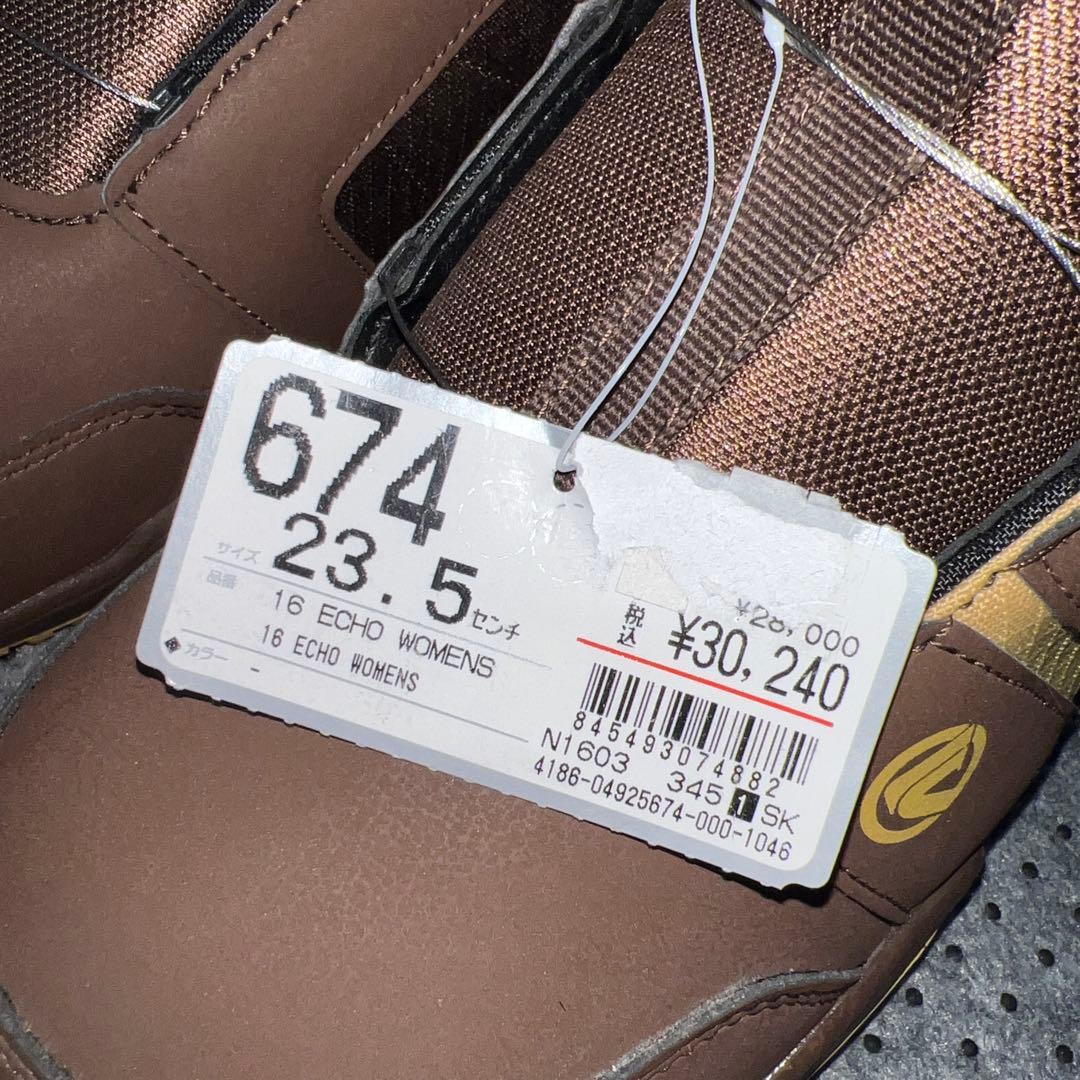 674
サイズ 23.5センチ
品番 16 ECHO WOMENS
16 ECHO WOMENS
カラー -
¥28,000
税込 ¥30,240
845493074882
N1603 345 1 SK
4186-04925674-000-1046